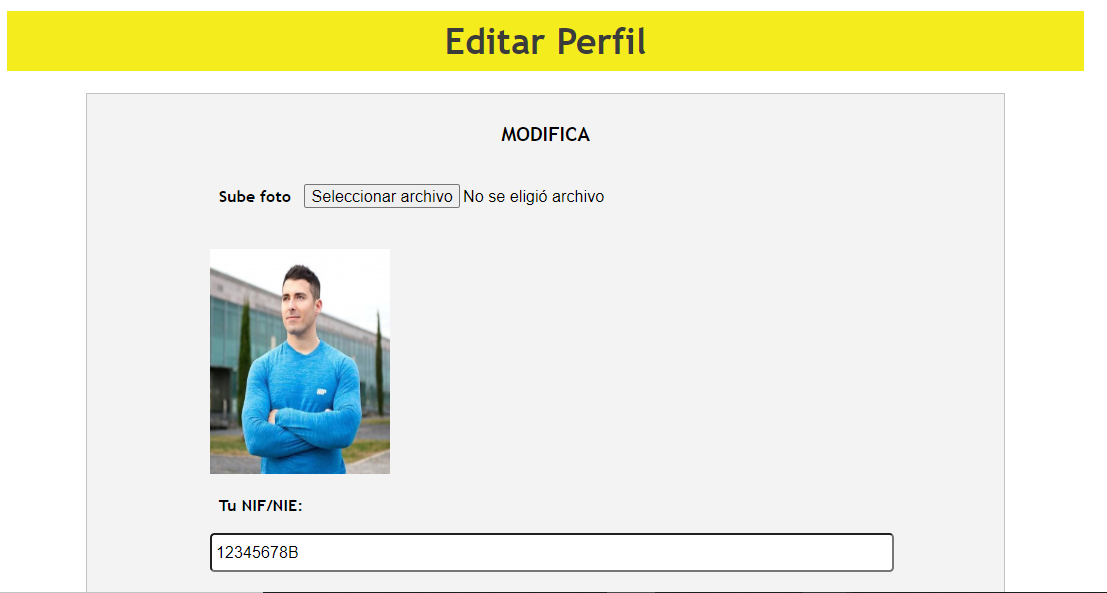 Editar Perfil
MODIFICA
Sube foto Seleccionar archivo No se eligió archivo
Tu NIF/NIE:
12345678B